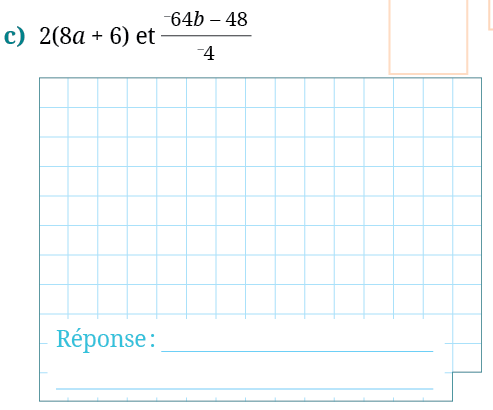 c) 2(8a + 6) et ⁻64b – 48 / ⁻4
Réponse :